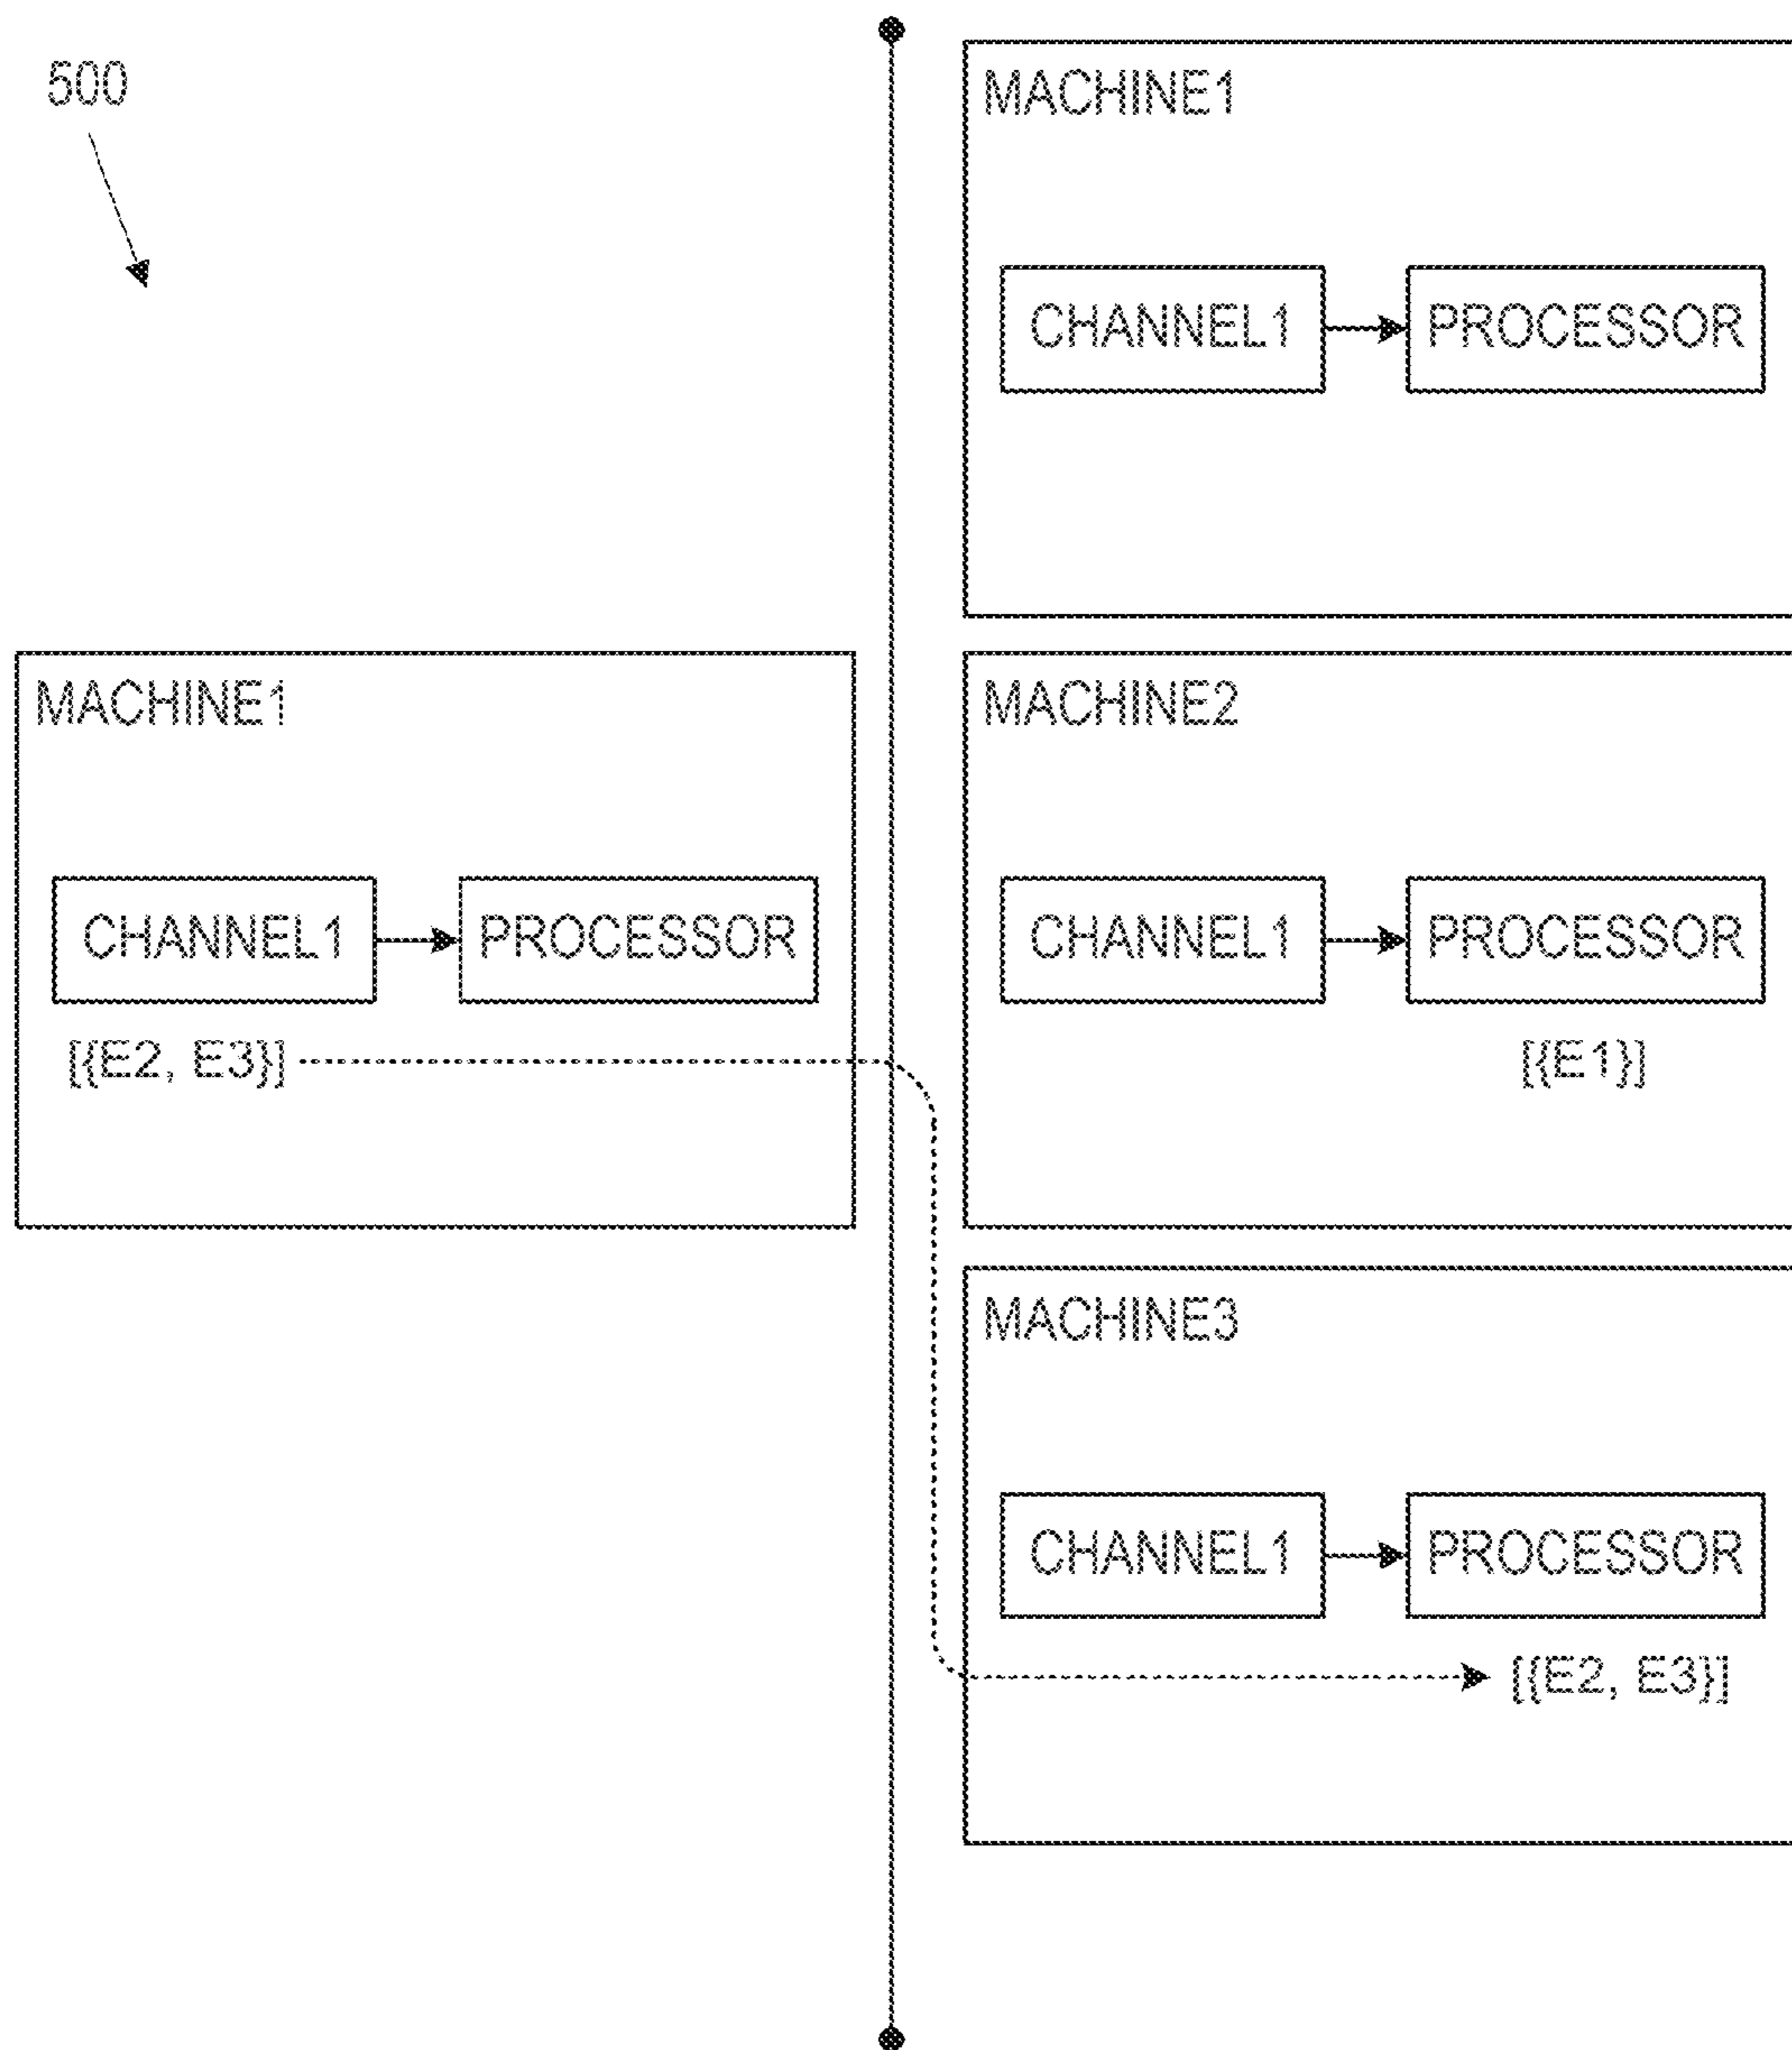 500
MACHINE1
CHANNEL1
PROCESSOR
[{E2, E3}]
MACHINE1
CHANNEL1
PROCESSOR
MACHINE2
CHANNEL1
PROCESSOR
[{E1}]
MACHINE3
CHANNEL1
PROCESSOR
[{E2, E3}]